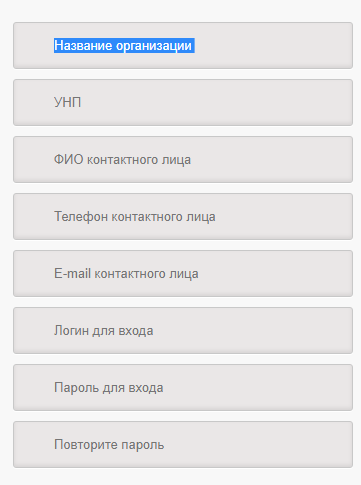 Название организации
УНП
ФИО контактного лица
Телефон контактного лица
E-mail контактного лица
Логин для входа
Пароль для входа
Повторите пароль